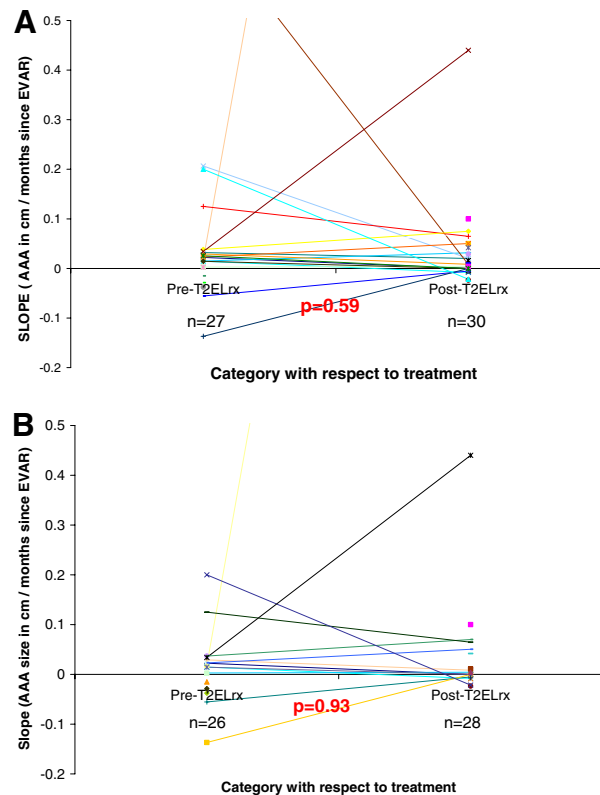 A
SLOPE ( AAA in cm / months since EVAR)
0.5
0.4
0.3
0.2
0.1
0
-0.1
-0.2
Pre-T2ELrx
Post-T2ELrx
p=0.59
n=27
n=30
Category with respect to treatment
B
Slope (AAA size in cm / months since EVAR)
0.5
0.4
0.3
0.2
0.1
0
-0.1
-0.2
Pre-T2ELrx
Post-T2ELrx
p=0.93
n=26
n=28
Category with respect to treatment